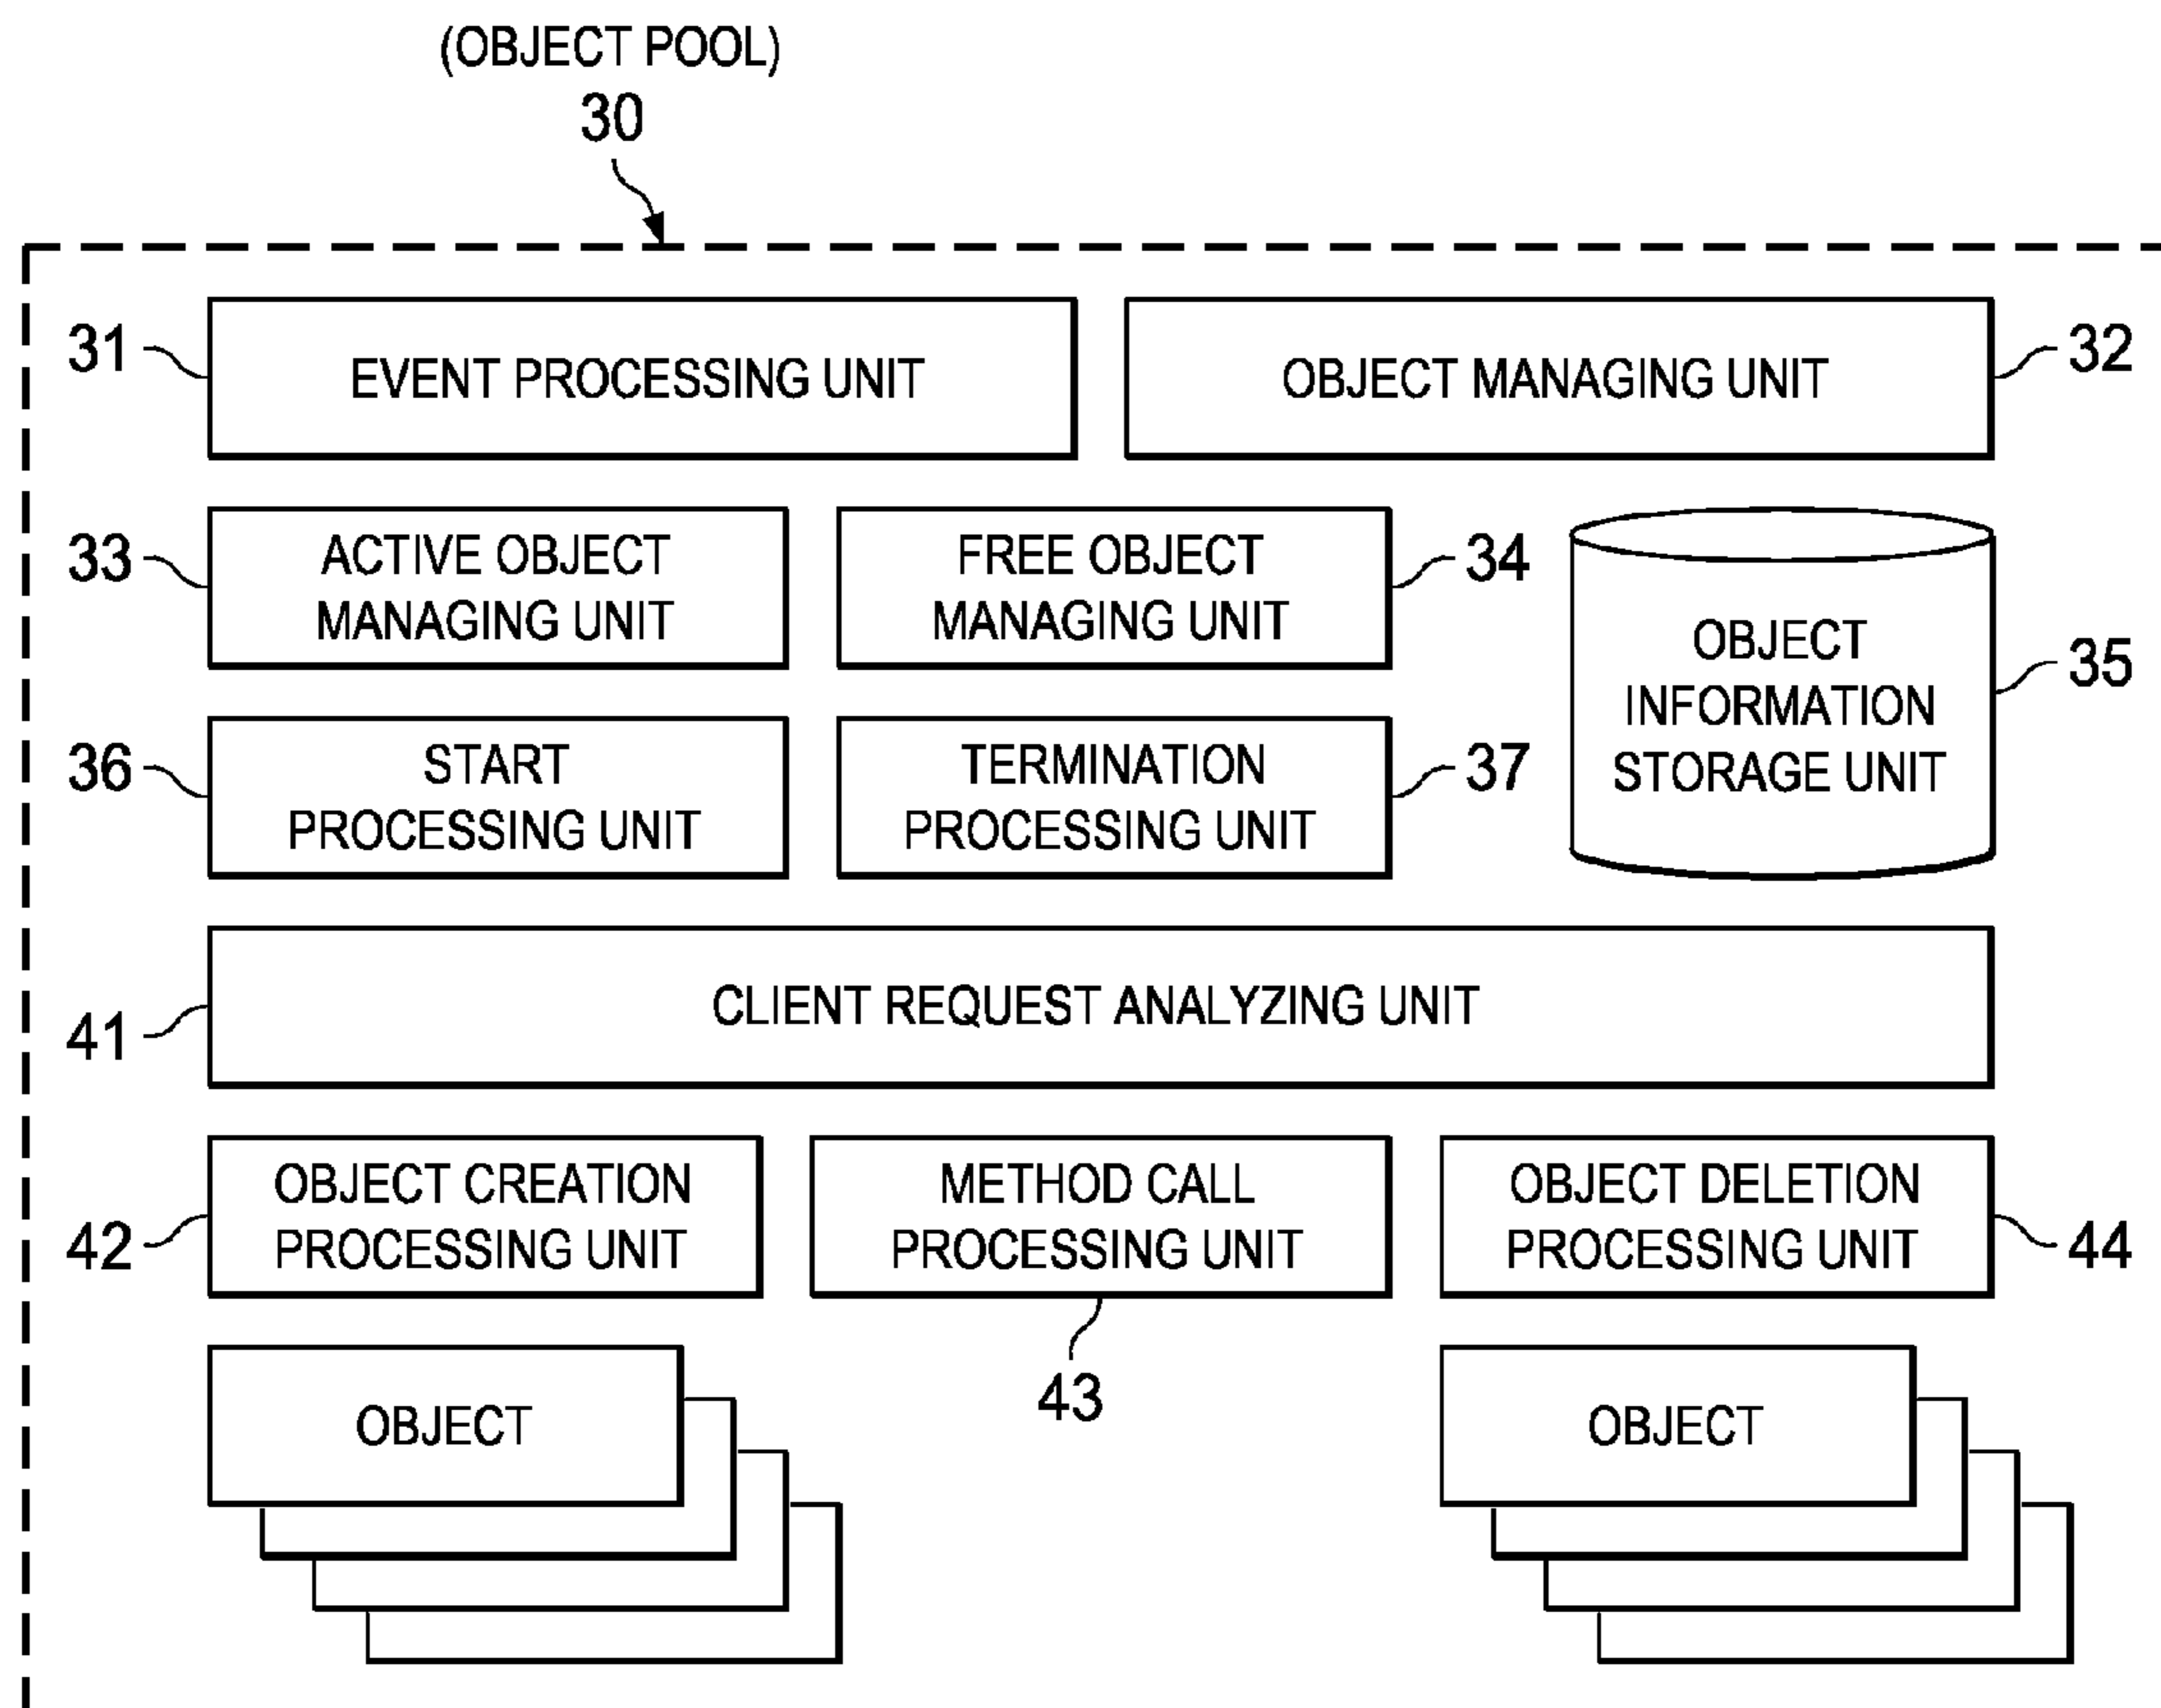 (OBJECT POOL)
30
31
EVENT PROCESSING UNIT
OBJECT MANAGING UNIT
32
33
ACTIVE OBJECT
MANAGING UNIT
FREE OBJECT
MANAGING UNIT
34
OBJECT
INFORMATION
STORAGE UNIT
35
36
START
PROCESSING UNIT
TERMINATION
PROCESSING UNIT
37
41
CLIENT REQUEST ANALYZING UNIT
42
OBJECT CREATION
PROCESSING UNIT
METHOD CALL
PROCESSING UNIT
43
OBJECT DELETION
PROCESSING UNIT
44
OBJECT
OBJECT